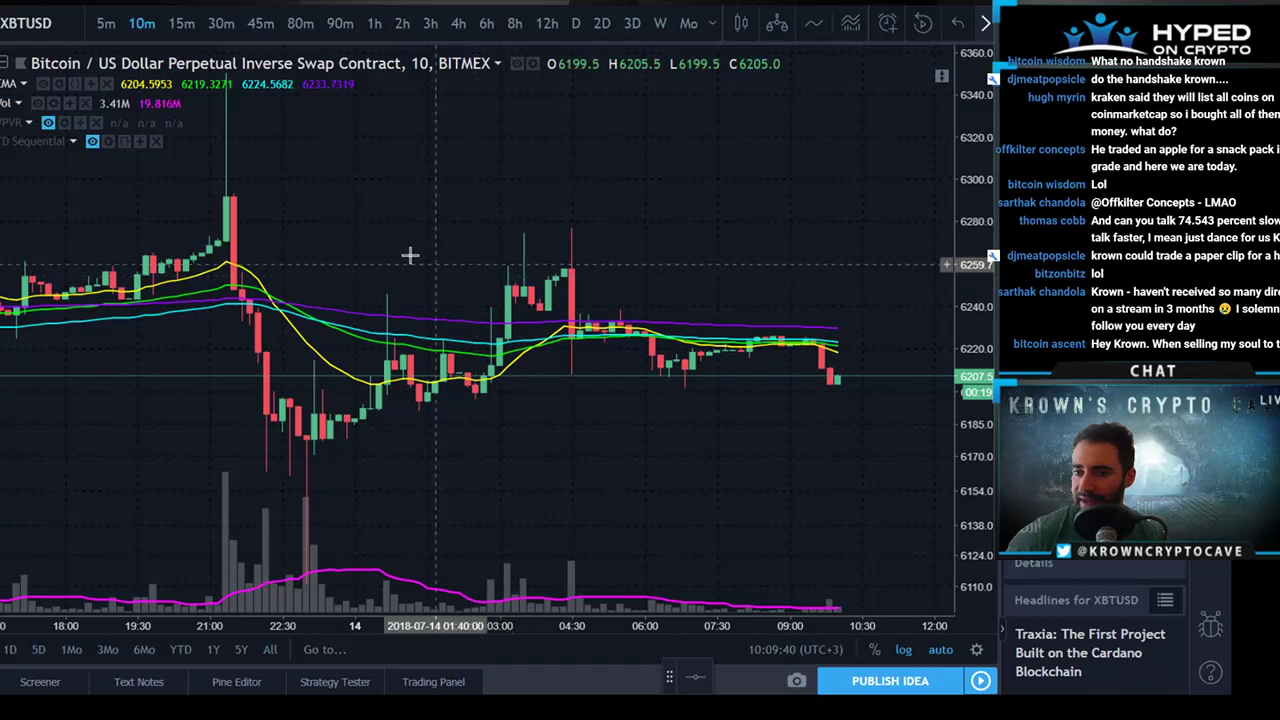 XBTUSD
5m 10m 15m 30m 45m 80m 90m 1h 2h 3h 4h 6h 8h 12h D 2D 3D W Mo
Bitcoin / US Dollar Perpetual Inverse Swap Contract, 10, BITMEX O6199.5 H6205.5 L6199.5 C6205.0
6204.5953 6219.3271 6224.5682 6233.7319
Vol 3.41M 19.816M
n/a n/a n/a
TD Sequential
6360.0
6340.0
6320.0
6300.0
6280.0
6259.7
6240.0
6220.0
6207.5
00:19
6185.0
6170.0
6154.0
6138.0
6124.0
6110.0
18:00 19:30 21:00 22:30 14 2018-07-14 01:40:00 03:00 04:30 06:00 07:30 09:00 10:30 12:00
1D 5D 1Mo 3Mo 6Mo YTD 1Y 5Y All Go to... 10:09:40 (UTC+3) % log auto
Screener Text Notes Pine Editor Strategy Tester Trading Panel PUBLISH IDEA
HYPED
ON CRYPTO
bitcoin wisdom What no handshake krown
djmeatpopsicle do the handshake krown....
hugh myrin kraken said they will list all coins on
coinmarketcap so i bought all of them
money. what do?
offkilter concepts He traded an apple for a snack pack i
grade and here we are today.
bitcoin wisdom Lol
sarthak chandola @Offkilter Concepts - LMAO
thomas cobb And can you talk 74.543 percent slow
talk faster, I mean just dance for us K
djmeatpopsicle krown could trade a paper clip for a h
bitzonbitz lol
sarthak chandola Krown - haven't received so many dire
on a stream in 3 months I solemn
follow you every day
bitcoin ascent Hey Krown. When selling my soul to t
CHAT
KROWN'S CRYPTO
LIV
@KROWNCRYPTOCAVE
Details
Headlines for XBTUSD
Traxia: The First Project
Built on the Cardano
Blockchain